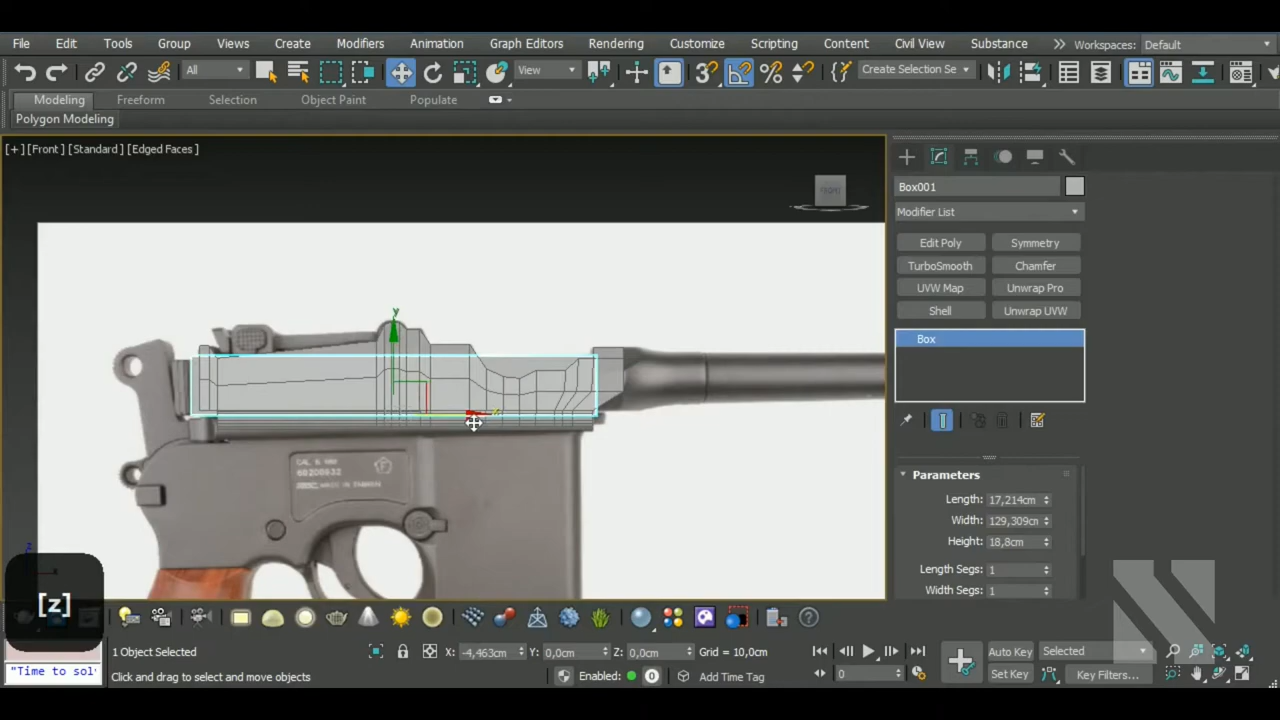 File Edit Tools Group Views Create Modifiers Animation Graph Editors Rendering Customize Scripting Content Civil View Substance Workspaces: Default
All View Create Selection Se
Modeling Freeform Selection Object Paint Populate
Polygon Modeling
[+] [Front] [Standard] [Edged Faces]
Box001
Modifier List
Edit Poly Symmetry
TurboSmooth Chamfer
UVW Map Unwrap Pro
Shell Unwrap UVW
Box
Parameters
Length: 17,214cm
Width: 129,309cm
Height: 18,8cm
Length Segs: 1
Width Segs: 1
y
z
[z]
1 Object Selected X: -4,463cm Y: 0,0cm Z: 0,0cm Grid = 10,0cm Auto Key Selected
"Time to sol Click and drag to select and move objects Enabled: 0 Add Time Tag 0 Set Key Key Filters...